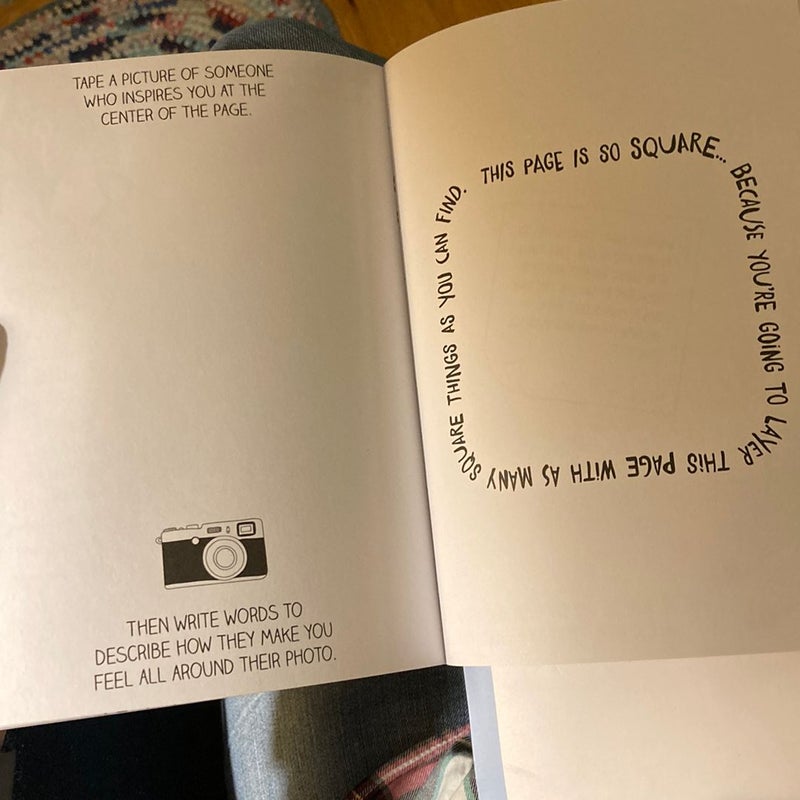 TAPE A PICTURE OF SOMEONE
WHO INSPIRES YOU AT THE
CENTER OF THE PAGE.
THEN WRITE WORDS TO
DESCRIBE HOW THEY MAKE YOU
FEEL ALL AROUND THEIR PHOTO.
THIS PAGE IS SO SQUARE...
BECAUSE YOU'RE GOING TO LAYER
THIS PAGE WITH AS MANY
SQUARE THINGS AS YOU CAN FIND.